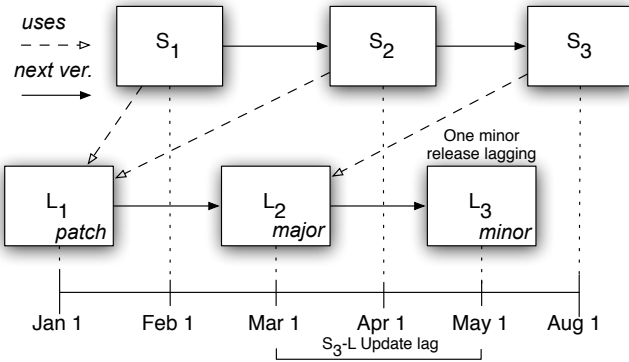 uses
next ver.
S1
S2
S3
One minor
release lagging
L1
patch
L2
major
L3
minor
Jan 1
Feb 1
Mar 1
Apr 1
May 1
Aug 1
S3-L Update lag